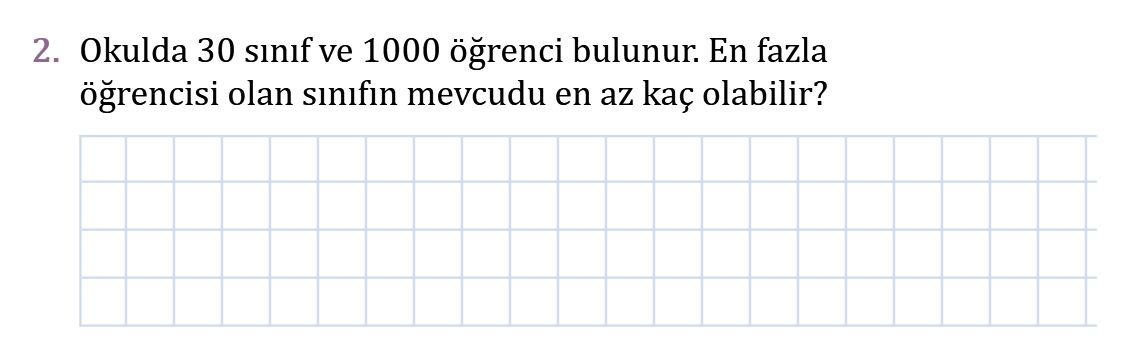 2. Okulda 30 sınıf ve 1000 öğrenci bulunur. En fazla
öğrencisi olan sınıfın mevcudu en az kaç olabilir?